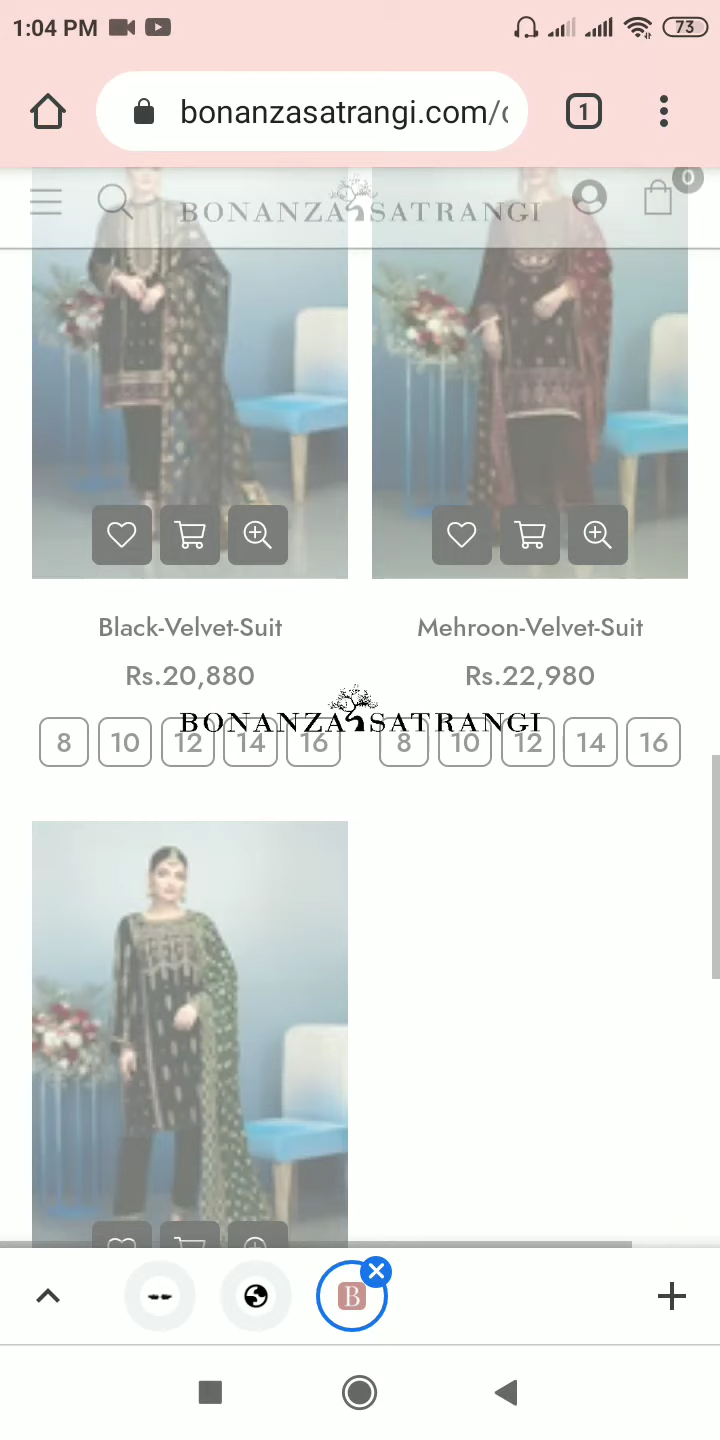 1:04 PM 73
bonanzasatrangi.com/
1
0
BONANZA SATRANGI
Black-Velvet-Suit Mehroon-Velvet-Suit
Rs.20,880 Rs.22,980
BONANZA SATRANGI
8 10 12 14 16 8 10 12 14 16
B